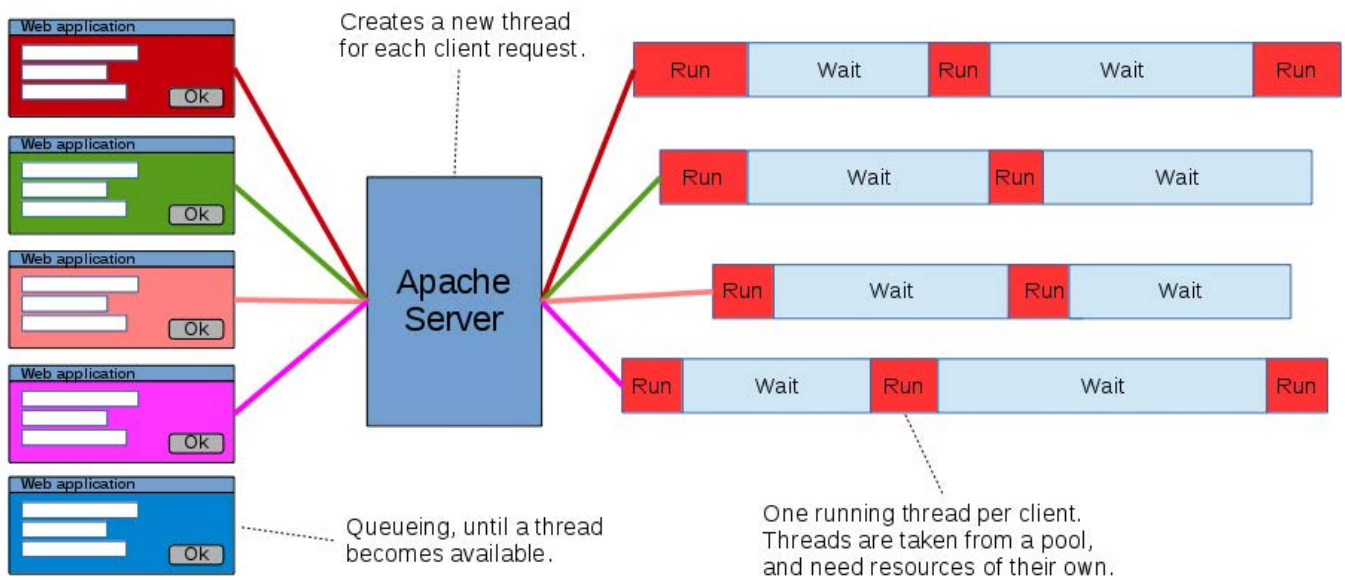 Web application
Ok
Web application
Ok
Web application
Ok
Web application
Ok
Web application
Ok
Creates a new thread
for each client request.
Apache
Server
Queueing, until a thread
becomes available.
Run Wait Run Wait Run
Run Wait Run Wait
Run Wait Run Wait
Run Wait Run Wait Run
One running thread per client.
Threads are taken from a pool,
and need resources of their own.